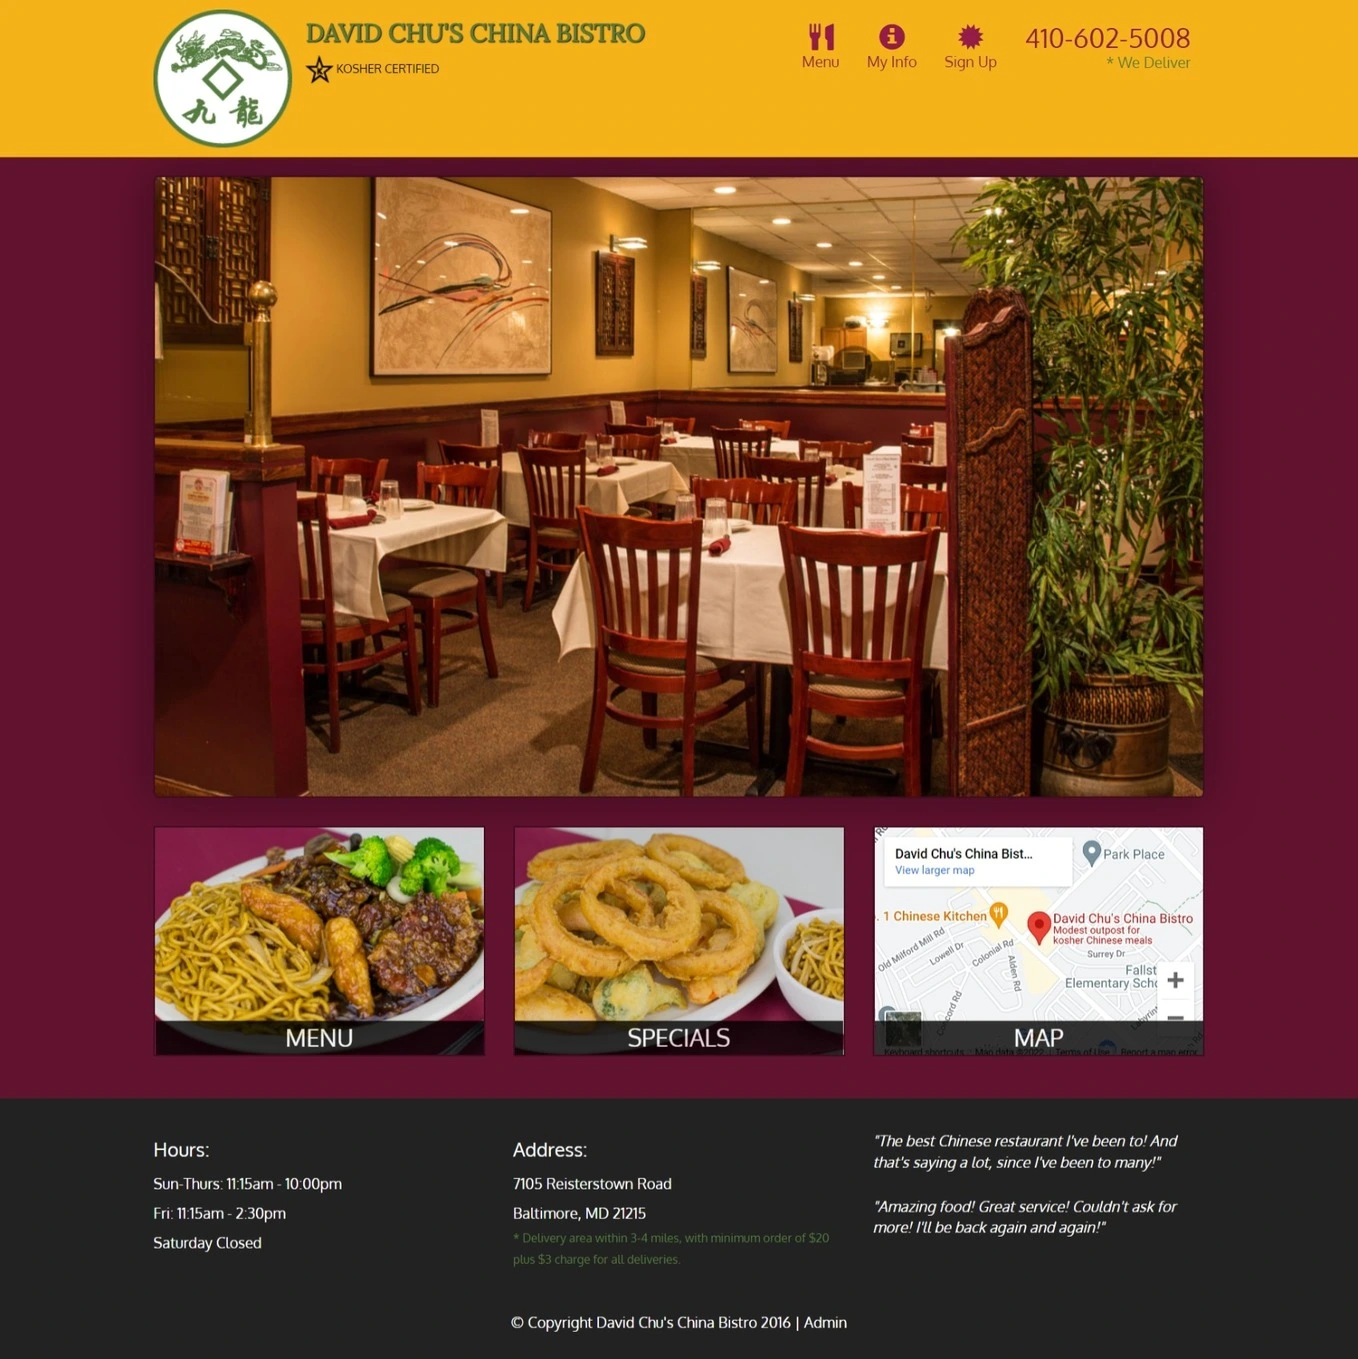 DAVID CHU'S CHINA BISTRO
KOSHER CERTIFIED
九龍
Menu
My Info
Sign Up
410-602-5008
* We Deliver
MENU
SPECIALS
David Chu's China Bist...
View larger map
Park Place
1 Chinese Kitchen
David Chu's China Bistro
Modest outpost for
kosher Chinese meals
Surrey Dr
Old Milford Mill Rd
Lowell Dr
Colonial Rd
Alden Rd
Concord Rd
Fallst
Elementary Scho
Labyrin
MAP
Keyboard shortcuts
Map data ©2022
Terms of Use
Report a map error
Hours:
Sun-Thurs: 11:15am - 10:00pm
Fri: 11:15am - 2:30pm
Saturday Closed
Address:
7105 Reisterstown Road
Baltimore, MD 21215
* Delivery area within 3-4 miles, with minimum order of $20
plus $3 charge for all deliveries.
"The best Chinese restaurant I've been to! And
that's saying a lot, since I've been to many!"
"Amazing food! Great service! Couldn't ask for
more! I'll be back again and again!"
© Copyright David Chu's China Bistro 2016 | Admin